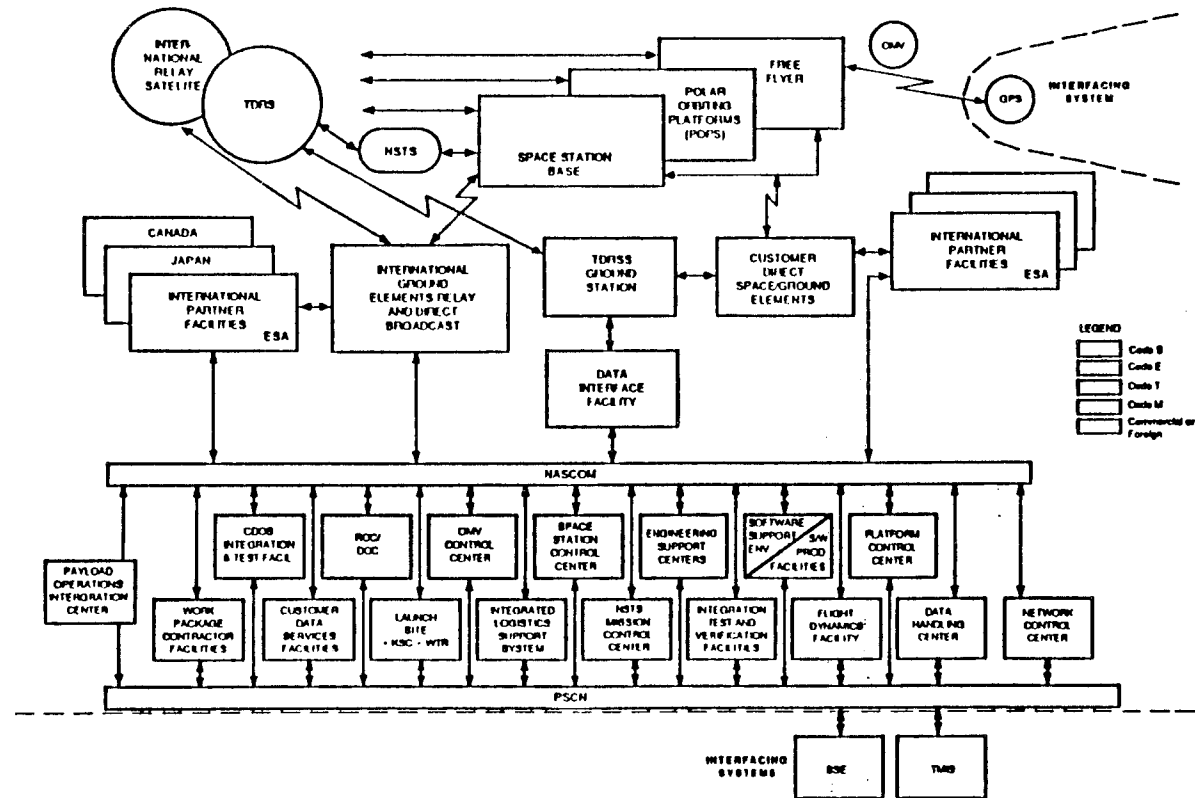 INTER-
NATIONAL
RELAY
SATELLITE
TDRS
NSTS
FREE
FLYER
POLAR
ORBITING
PLATFORMS
(POPS)
SPACE STATION
BASE
OMV
GPS
INTERFACING
SYSTEM
CANADA
JAPAN
INTERNATIONAL
PARTNER
FACILITIES
ESA
INTERNATIONAL
GROUND
ELEMENTS RELAY
AND DIRECT
BROADCAST
TDRSS
GROUND
STATION
CUSTOMER
DIRECT
SPACE/GROUND
ELEMENTS
INTERNATIONAL
PARTNER
FACILITIES
ESA
DATA
INTERFACE
FACILITY
LEGEND
Code S
Code E
Code T
Code M
Commercial or
Foreign
NASCOM
PAYLOAD
OPERATIONS
INTERGRATION
CENTER
CDOS
INTEGRATION
& TEST FACIL
ROC/
DOC
OMV
CONTROL
CENTER
SPACE
STATION
CONTROL
CENTER
ENGINEERING
SUPPORT
CENTERS
SOFTWARE
SUPPORT
ENV
S/W
PROD
FACILITIES
PLATFORM
CONTROL
CENTER
WORK
PACKAGE
CONTRACTOR
FACILITIES
CUSTOMER
DATA
SERVICES
FACILITIES
LAUNCH
SITE
• KSC • WTR
INTEGRATED
LOGISTICS
SUPPORT
SYSTEM
NSTS
MISSION
CONTROL
CENTER
INTEGRATION
TEST AND
VERIFICATION
FACILITIES
FLIGHT
DYNAMICS
FACILITY
DATA
HANDLING
CENTER
NETWORK
CONTROL
CENTER
PSCN
INTERFACING
SYSTEMS
SSE
TMIS